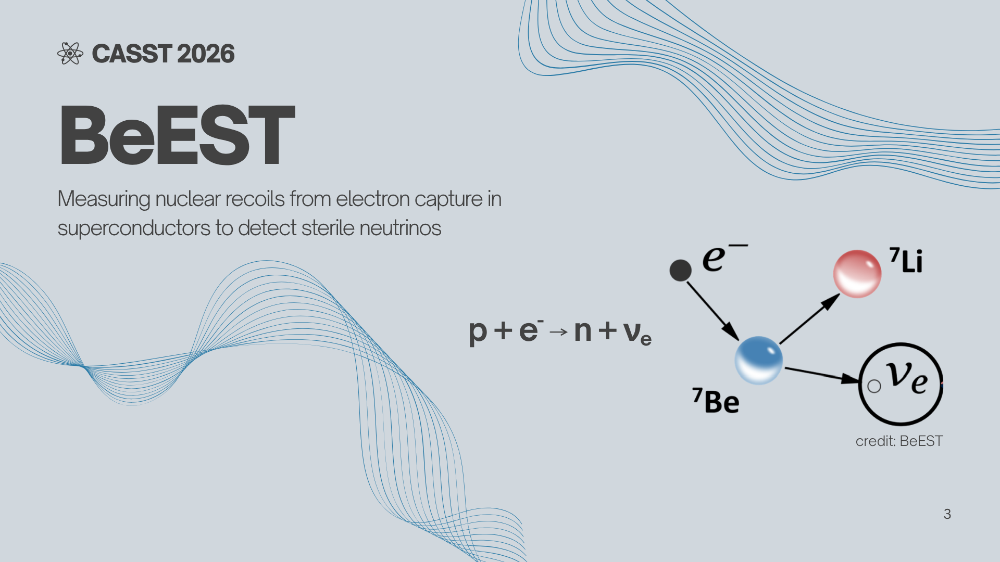 CASST 2026
BeEST
Measuring nuclear recoils from electron capture in
superconductors to detect sterile neutrinos
e⁻
⁷Li
p + e⁻ → n + νₑ
νₑ
⁷Be
credit: BeEST
3